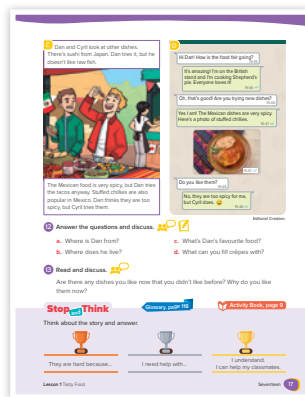 C Dan and Cyril look at other dishes.
There's sushi from Japan. Dan tries it, but he
doesn't like raw fish.
The Mexican food is very spicy, but Dan tries
the tacos anyway. Stuffed chillies are also
popular in Mexico. Dan thinks they are too
spicy, but Cyril tries them.
D
Hi Dan! How is the food fair going?
It's amazing! I'm on the British
stand and I'm cooking Shepherd's
pie. Everyone loves it!
Oh, that's good! Are you trying new dishes?
Yes I am! The Mexican dishes are very spicy.
Here's a photo of stuffed chillies.
Do you like them?
No, they are too spicy for me,
but Cyril does.
Editorial Creation.
12 Answer the questions and discuss.
a. Where is Dan from?
b. Where does he live?
c. What's Dan's favourite food?
d. What can you fill crêpes with?
13 Read and discuss.
Are there any dishes you like now that you didn't like before? Why do you like
them now?
Stop and Think
Glossary, page 118
Activity Book, page 9
Think about the story and answer.
They are hard because...
I need help with...
I understand.
I can help my classmates.
Lesson 1 Tasty Food
Seventeen 17